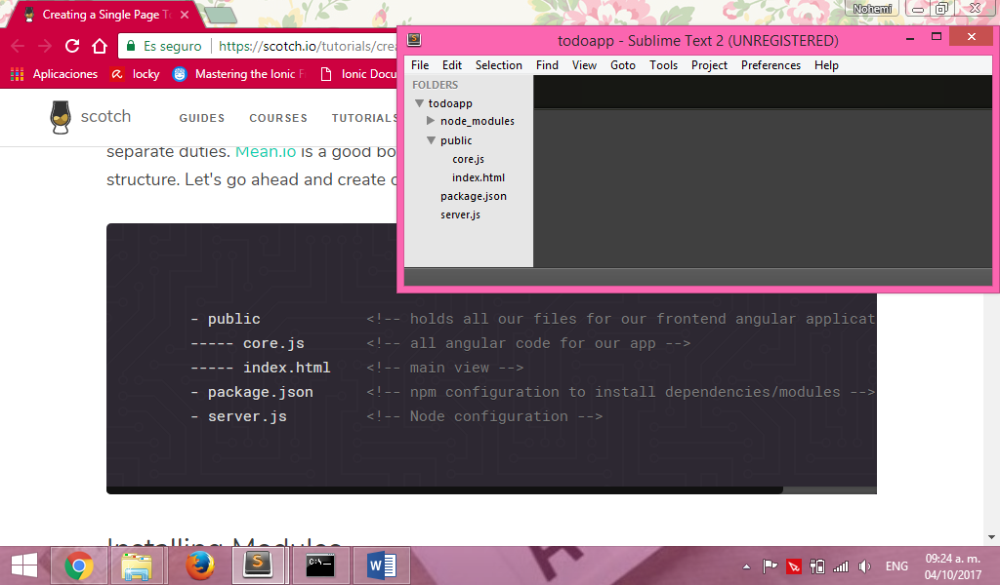 Creating a Single Page To
Nohemi
Es seguro
https://scotch.io/tutorials/crea
Aplicaciones
locky
Mastering the Ionic F
Ionic Docu
scotch
GUIDES
COURSES
TUTORIALS
separate duties. Mean.io is a good bo
structure. Let's go ahead and create o
todoapp - Sublime Text 2 (UNREGISTERED)
File Edit Selection Find View Goto Tools Project Preferences Help
FOLDERS
todoapp
node_modules
public
core.js
index.html
package.json
server.js
- public <!-- holds all our files for our frontend angular applicat
----- core.js <!-- all angular code for our app -->
----- index.html <!-- main view -->
- package.json <!-- npm configuration to install dependencies/modules -->
- server.js <!-- Node configuration -->
Installing Modules
ENG
09:24 a. m.
04/10/2017